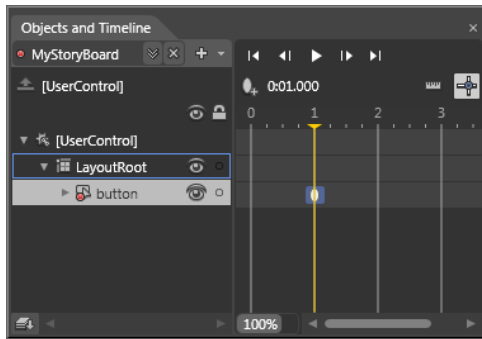 Objects and Timeline
MyStoryBoard
[UserControl] 0:01.000
0 1 2 3
[UserControl]
LayoutRoot
button
100%